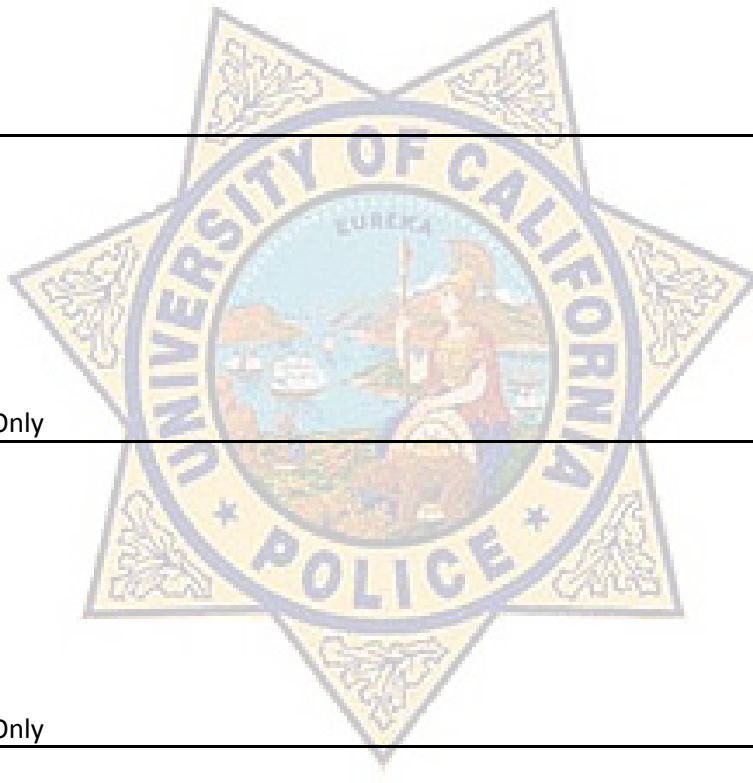 UNIVERSITY OF CALIFORNIA
EUREKA
Only
★ POLICE ★
Only